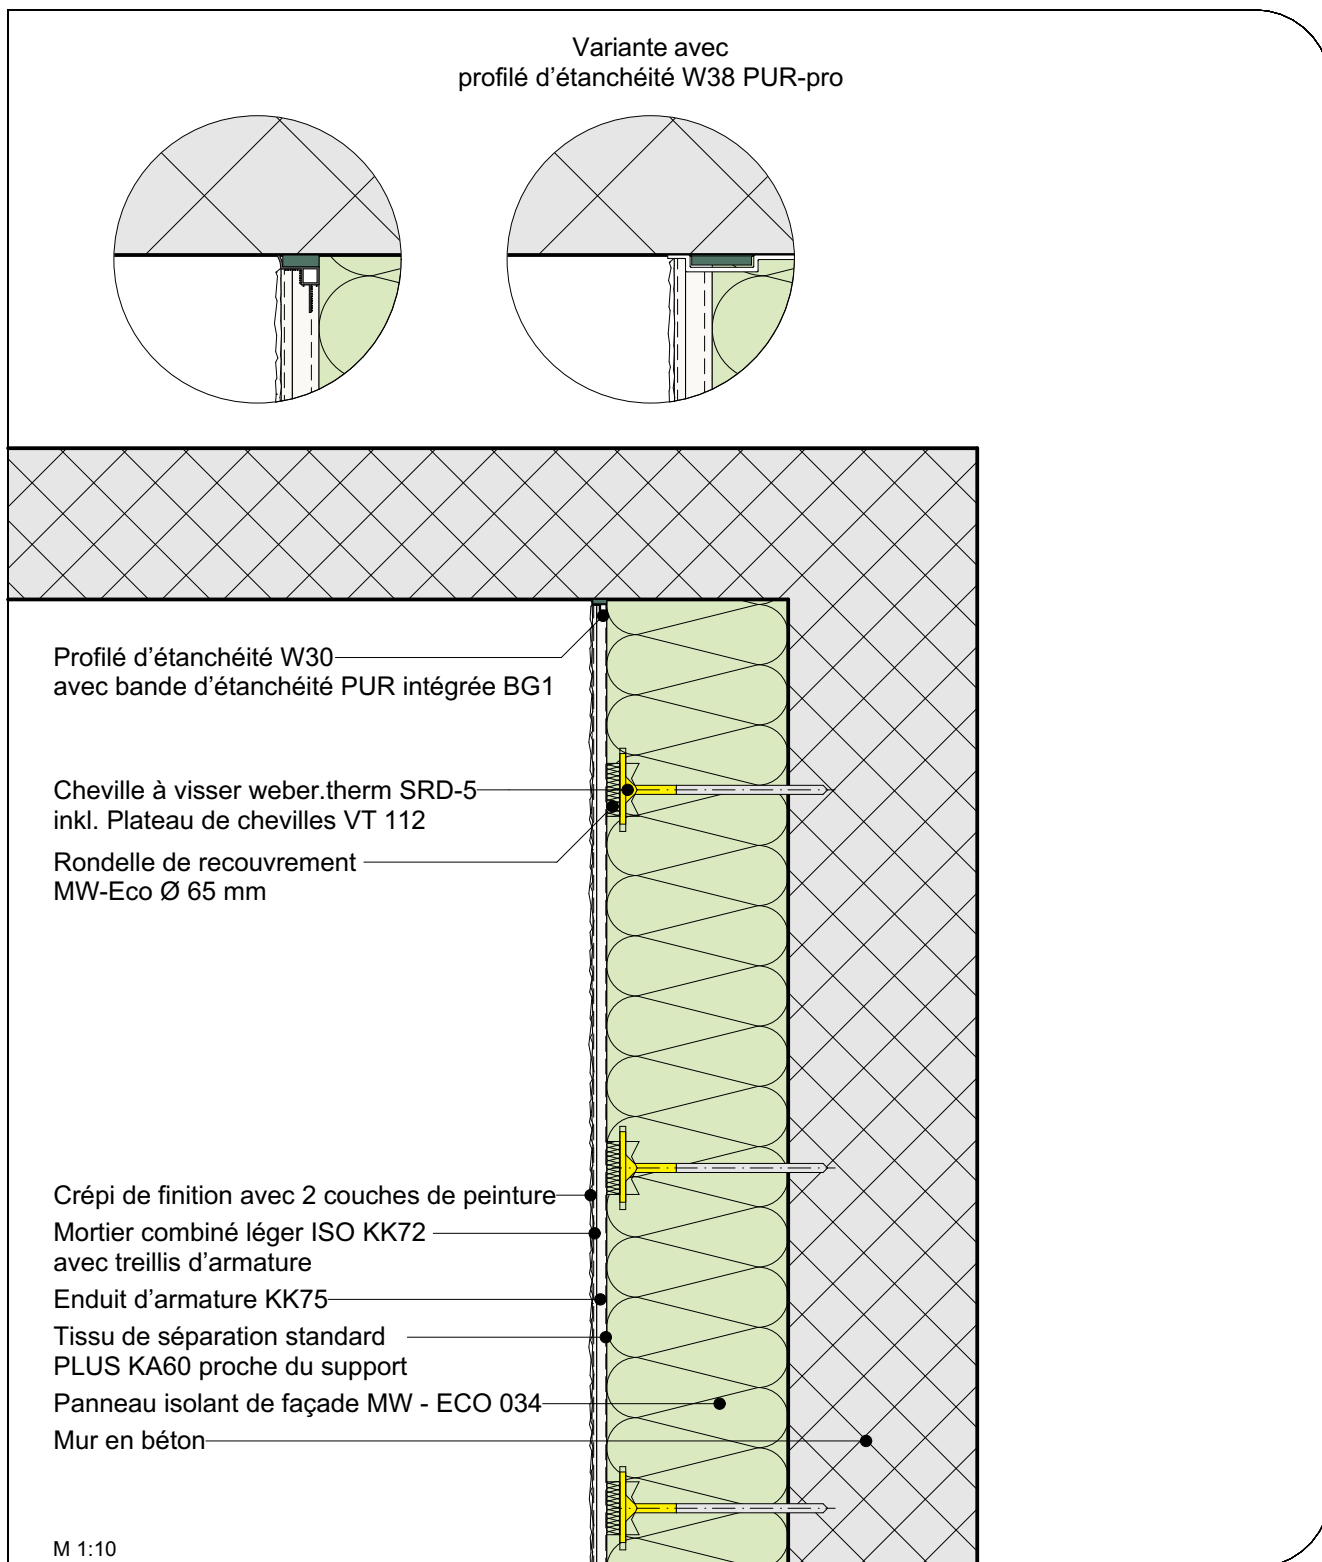 Variante avec
profilé d’étanchéité W38 PUR-pro
Profilé d’étanchéité W30
avec bande d’étanchéité PUR intégrée BG1
Cheville à visser weber.therm SRD-5
inkl. Plateau de chevilles VT 112
Rondelle de recouvrement
MW-Eco Ø 65 mm
Crépi de finition avec 2 couches de peinture
Mortier combiné léger ISO KK72
avec treillis d’armature
Enduit d’armature KK75
Tissu de séparation standard
PLUS KA60 proche du support
Panneau isolant de façade MW - ECO 034
Mur en béton
M 1:10